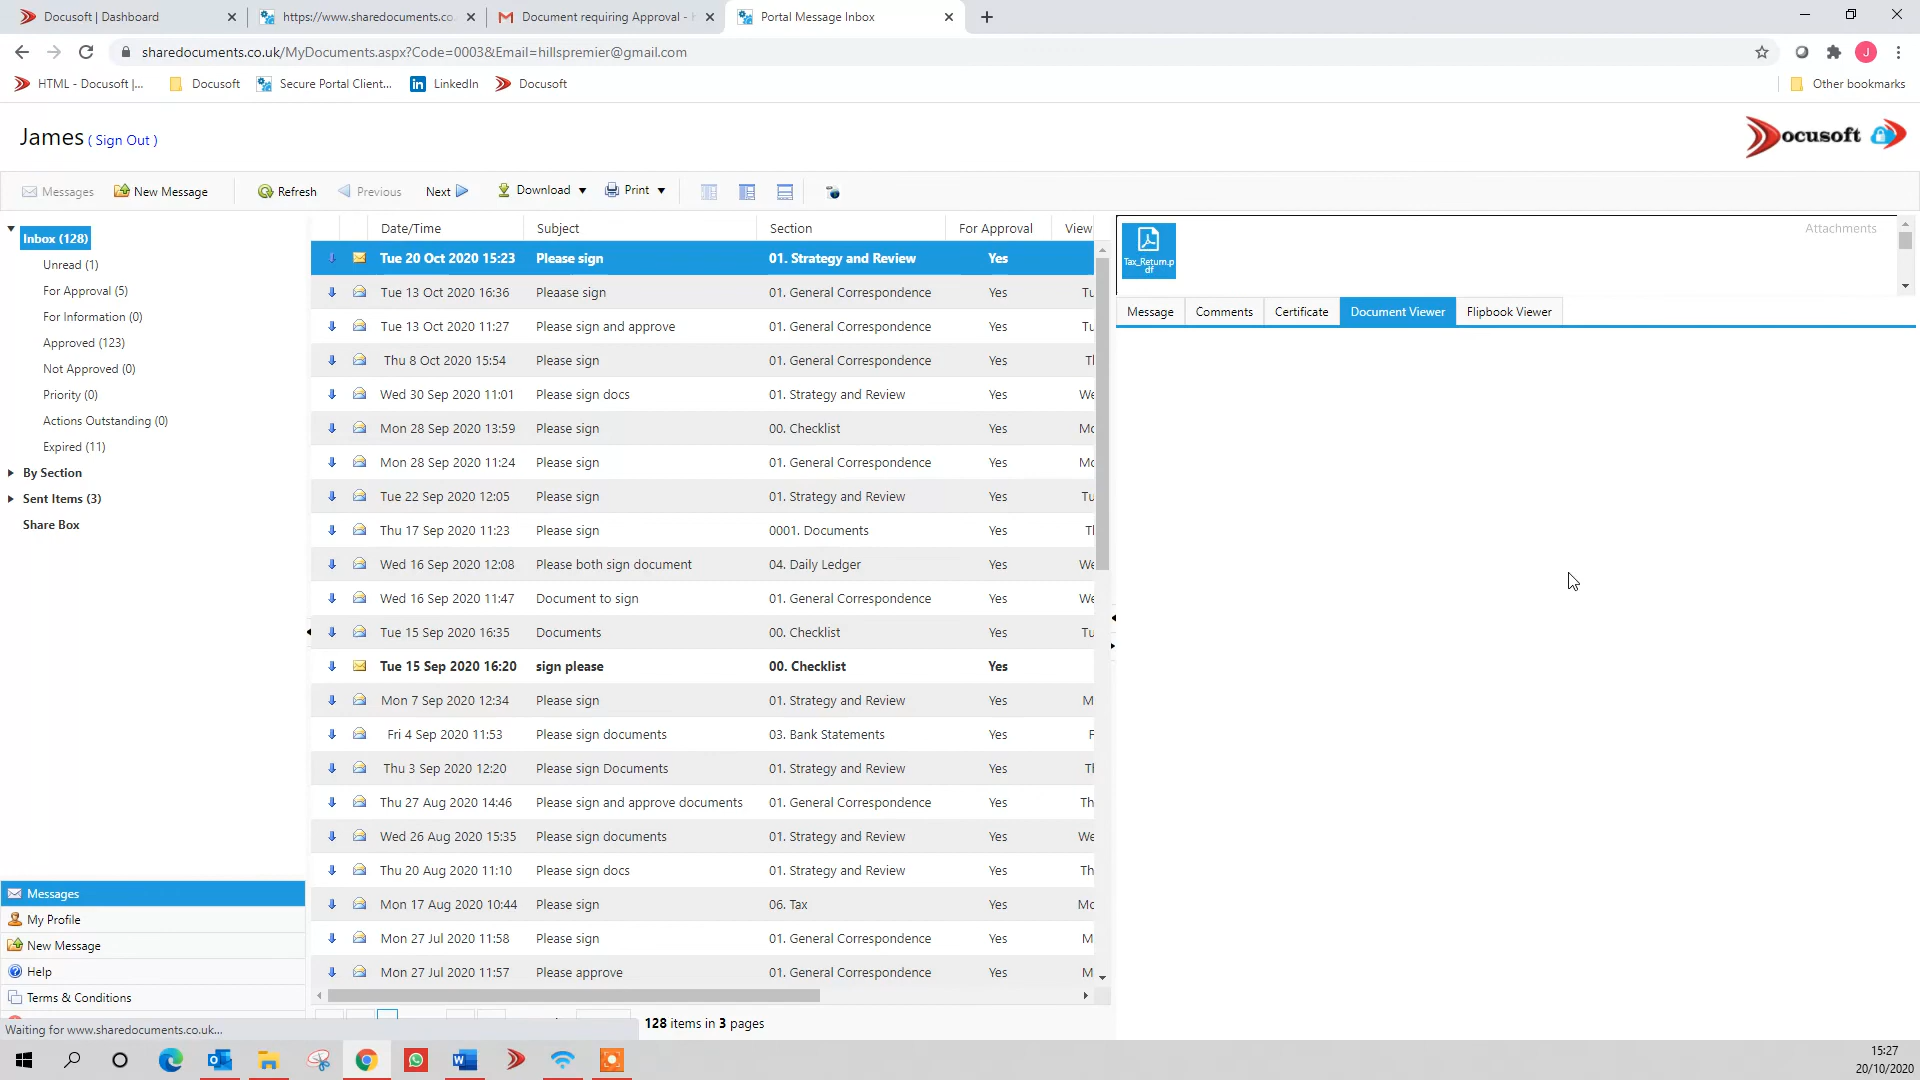 Docusoft | Dashboard
https://www.sharedocuments.co.
Document requiring Approval -
Portal Message Inbox
sharedocuments.co.uk/MyDocuments.aspx?Code=0003&Email=hillspremier@gmail.com
J
HTML - Docusoft |...
Docusoft
Secure Portal Client...
LinkedIn
Docusoft
Other bookmarks
James ( Sign Out )
Docusoft
Messages
New Message
Refresh
Previous
Next
Download
Print
Inbox (128)
Unread (1)
For Approval (5)
For Information (0)
Approved (123)
Not Approved (0)
Priority (0)
Actions Outstanding (0)
Expired (11)
By Section
Sent Items (3)
Share Box
Date/Time Subject Section For Approval View
Tue 20 Oct 2020 15:23 Please sign 01. Strategy and Review Yes
Tue 13 Oct 2020 16:36 Pleaase sign 01. General Correspondence Yes Tu
Tue 13 Oct 2020 11:27 Please sign and approve 01. General Correspondence Yes Tu
Thu 8 Oct 2020 15:54 Please sign 01. General Correspondence Yes Tl
Wed 30 Sep 2020 11:01 Please sign docs 01. Strategy and Review Yes We
Mon 28 Sep 2020 13:59 Please sign 00. Checklist Yes Mc
Mon 28 Sep 2020 11:24 Please sign 01. General Correspondence Yes Mc
Tue 22 Sep 2020 12:05 Please sign 01. Strategy and Review Yes Tu
Thu 17 Sep 2020 11:23 Please sign 0001. Documents Yes Tl
Wed 16 Sep 2020 12:08 Please both sign document 04. Daily Ledger Yes We
Wed 16 Sep 2020 11:47 Document to sign 01. General Correspondence Yes We
Tue 15 Sep 2020 16:35 Documents 00. Checklist Yes Tu
Tue 15 Sep 2020 16:20 sign please 00. Checklist Yes
Mon 7 Sep 2020 12:34 Please sign 01. Strategy and Review Yes M
Fri 4 Sep 2020 11:53 Please sign documents 03. Bank Statements Yes F
Thu 3 Sep 2020 12:20 Please sign Documents 01. Strategy and Review Yes Tl
Thu 27 Aug 2020 14:46 Please sign and approve documents 01. General Correspondence Yes Th
Wed 26 Aug 2020 15:35 Please sign documents 01. Strategy and Review Yes We
Thu 20 Aug 2020 11:10 Please sign docs 01. Strategy and Review Yes Th
Mon 17 Aug 2020 10:44 Please sign 06. Tax Yes Mc
Mon 27 Jul 2020 11:58 Please sign 01. General Correspondence Yes M
Mon 27 Jul 2020 11:57 Please approve 01. General Correspondence Yes M
128 items in 3 pages
Attachments
Tax_Return.p
df
Message
Comments
Certificate
Document Viewer
Flipbook Viewer
Messages
My Profile
New Message
Help
Terms & Conditions
Waiting for www.sharedocuments.co.uk...
15:27
20/10/2020